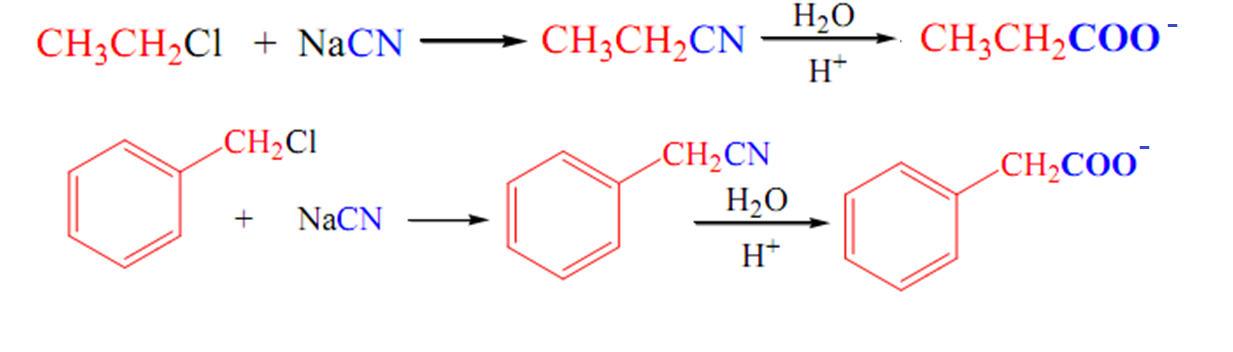 CH₃CH₂Cl + NaCN CH₃CH₂CN H₂O H⁺ CH₃CH₂COO⁻
CH₂Cl + NaCN CH₂CN H₂O H⁺ CH₂COO⁻